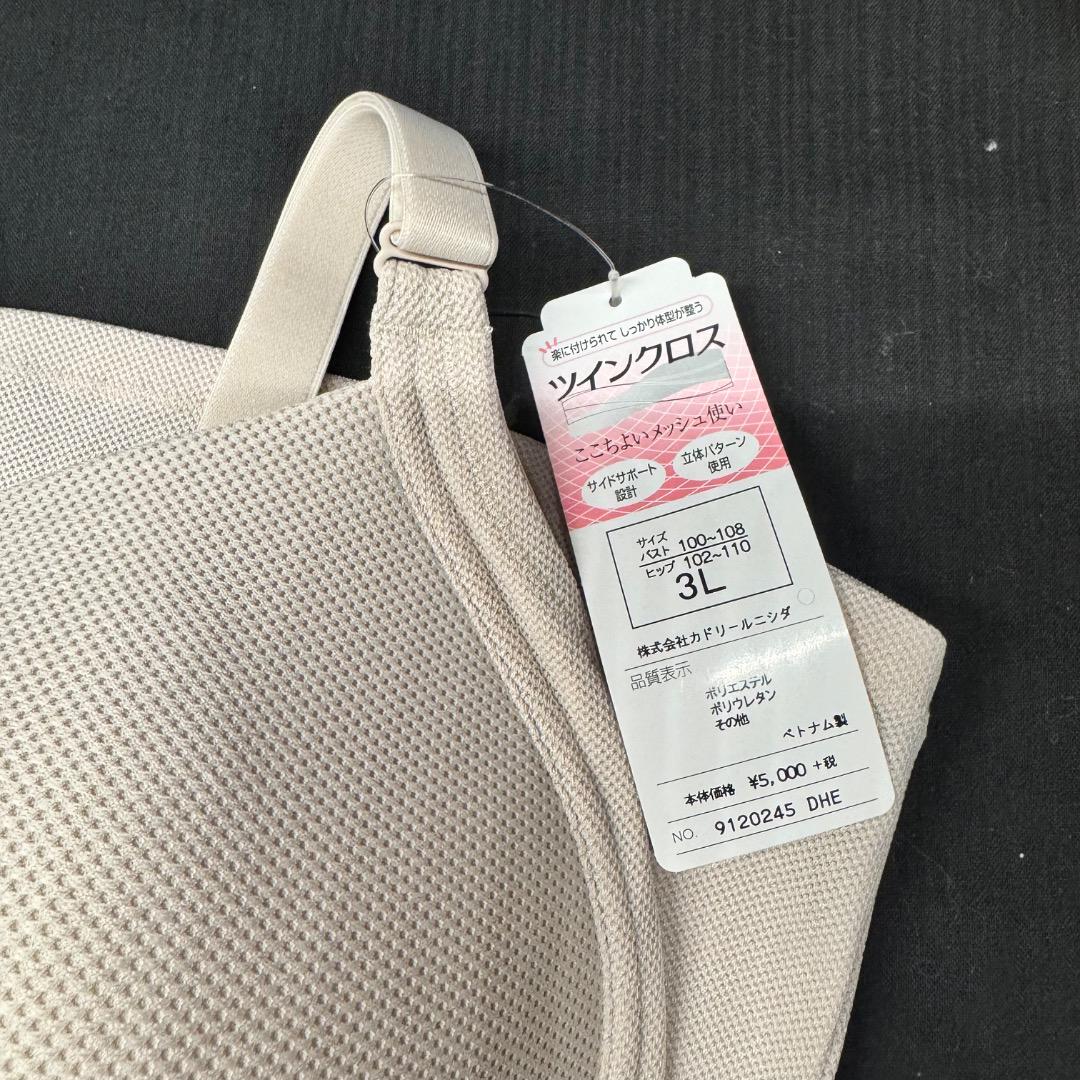 楽に付けられて しっかり体型が整う
ツインクロス
ここちよいメッシュ使い
サイドサポート
設計
立体パターン
使用
サイズ
バスト 100~108
ヒップ 102~110
3L
株式会社カドリールニシダ
品質表示
ポリエステル
ポリウレタン
その他
ベトナム製
本体価格 ¥5,000 +税
NO. 9120245 DHE